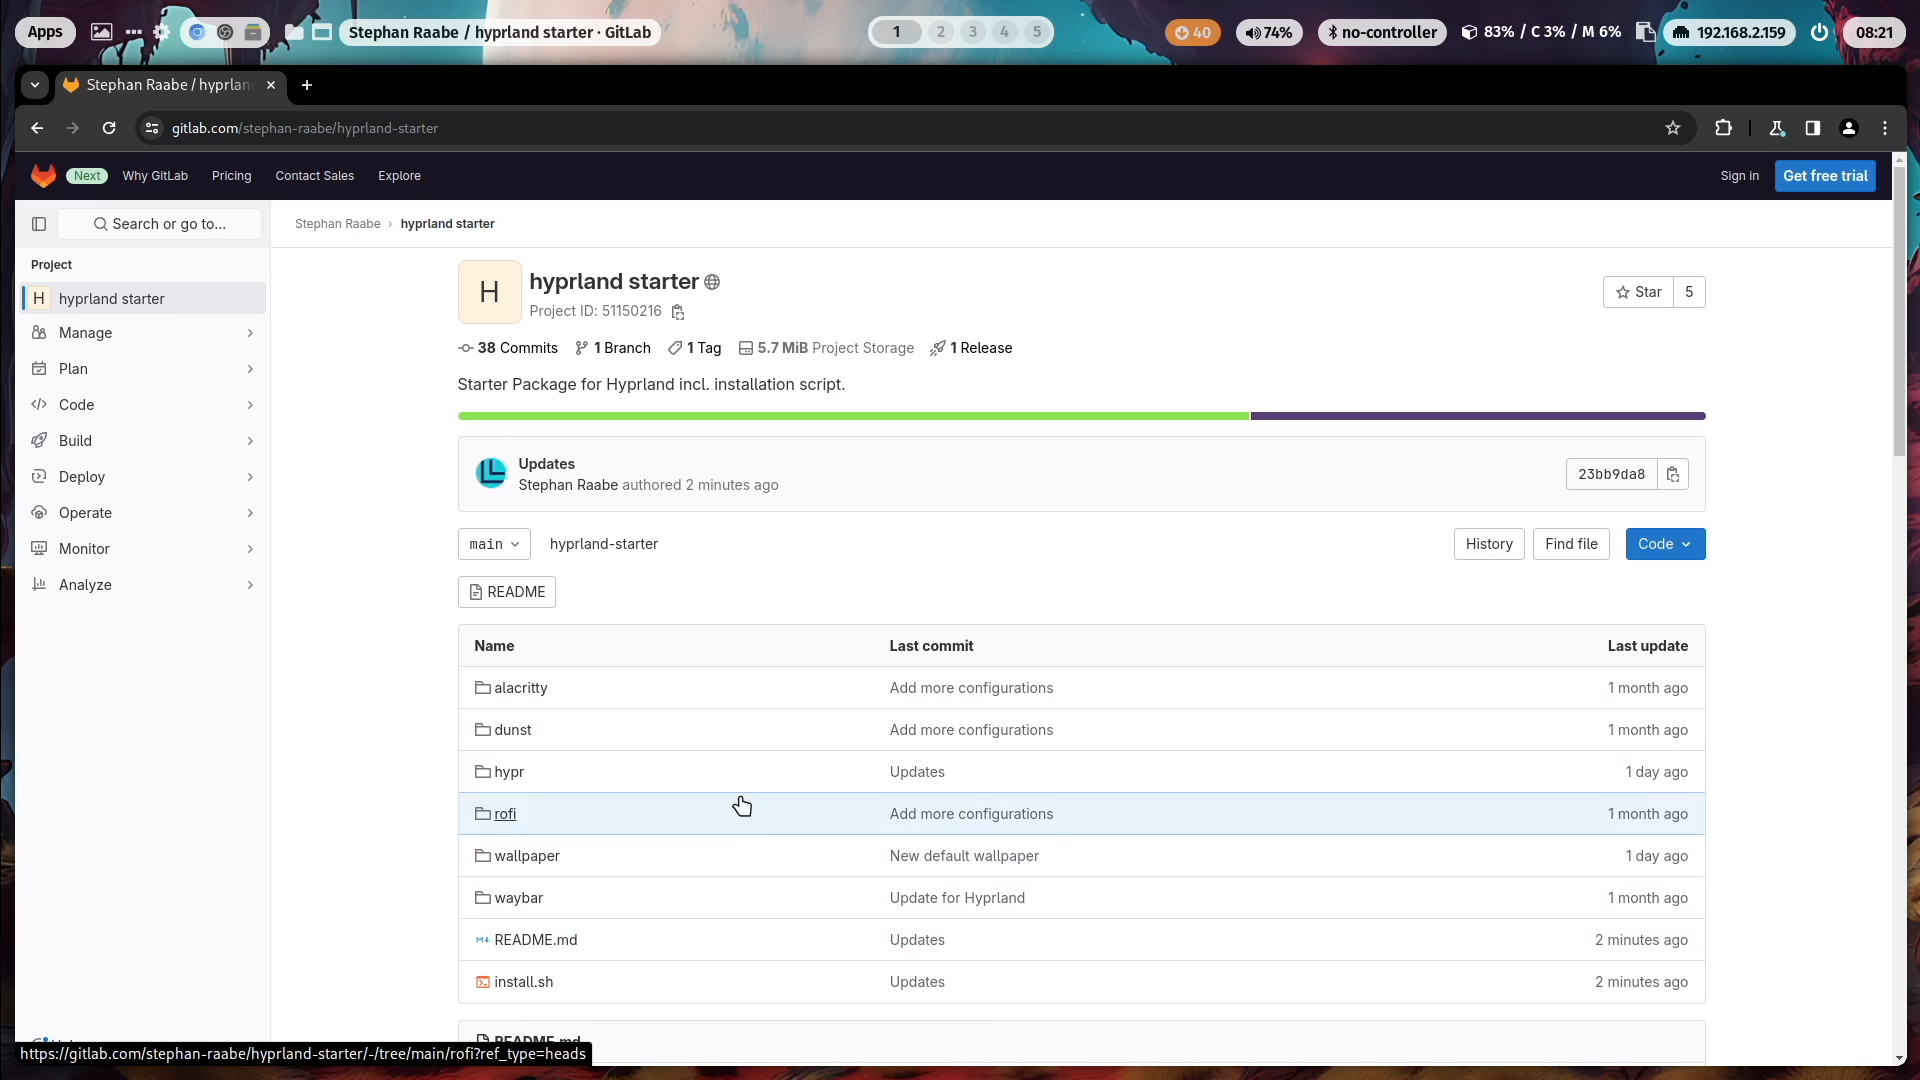 Apps
Stephan Raabe / hyprland starter · GitLab
1 2 3 4 5
40
74%
no-controller
83% / C 3% / M 6%
192.168.2.159
08:21
Stephan Raabe / hyprlan
gitlab.com/stephan-raabe/hyprland-starter
Next
Why GitLab
Pricing
Contact Sales
Explore
Sign in
Get free trial
Search or go to...
Stephan Raabe › hyprland starter
Project
H hyprland starter
Manage
Plan
Code
Build
Deploy
Operate
Monitor
Analyze
H
hyprland starter
Project ID: 51150216
Star 5
38 Commits 1 Branch 1 Tag 5.7 MiB Project Storage 1 Release
Starter Package for Hyprland incl. installation script.
Updates
Stephan Raabe authored 2 minutes ago
23bb9da8
main
hyprland-starter
History
Find file
Code
README
Name Last commit Last update
alacritty Add more configurations 1 month ago
dunst Add more configurations 1 month ago
hypr Updates 1 day ago
rofi Add more configurations 1 month ago
wallpaper New default wallpaper 1 day ago
waybar Update for Hyprland 1 month ago
README.md Updates 2 minutes ago
install.sh Updates 2 minutes ago
README.md
https://gitlab.com/stephan-raabe/hyprland-starter/-/tree/main/rofi?ref_type=heads